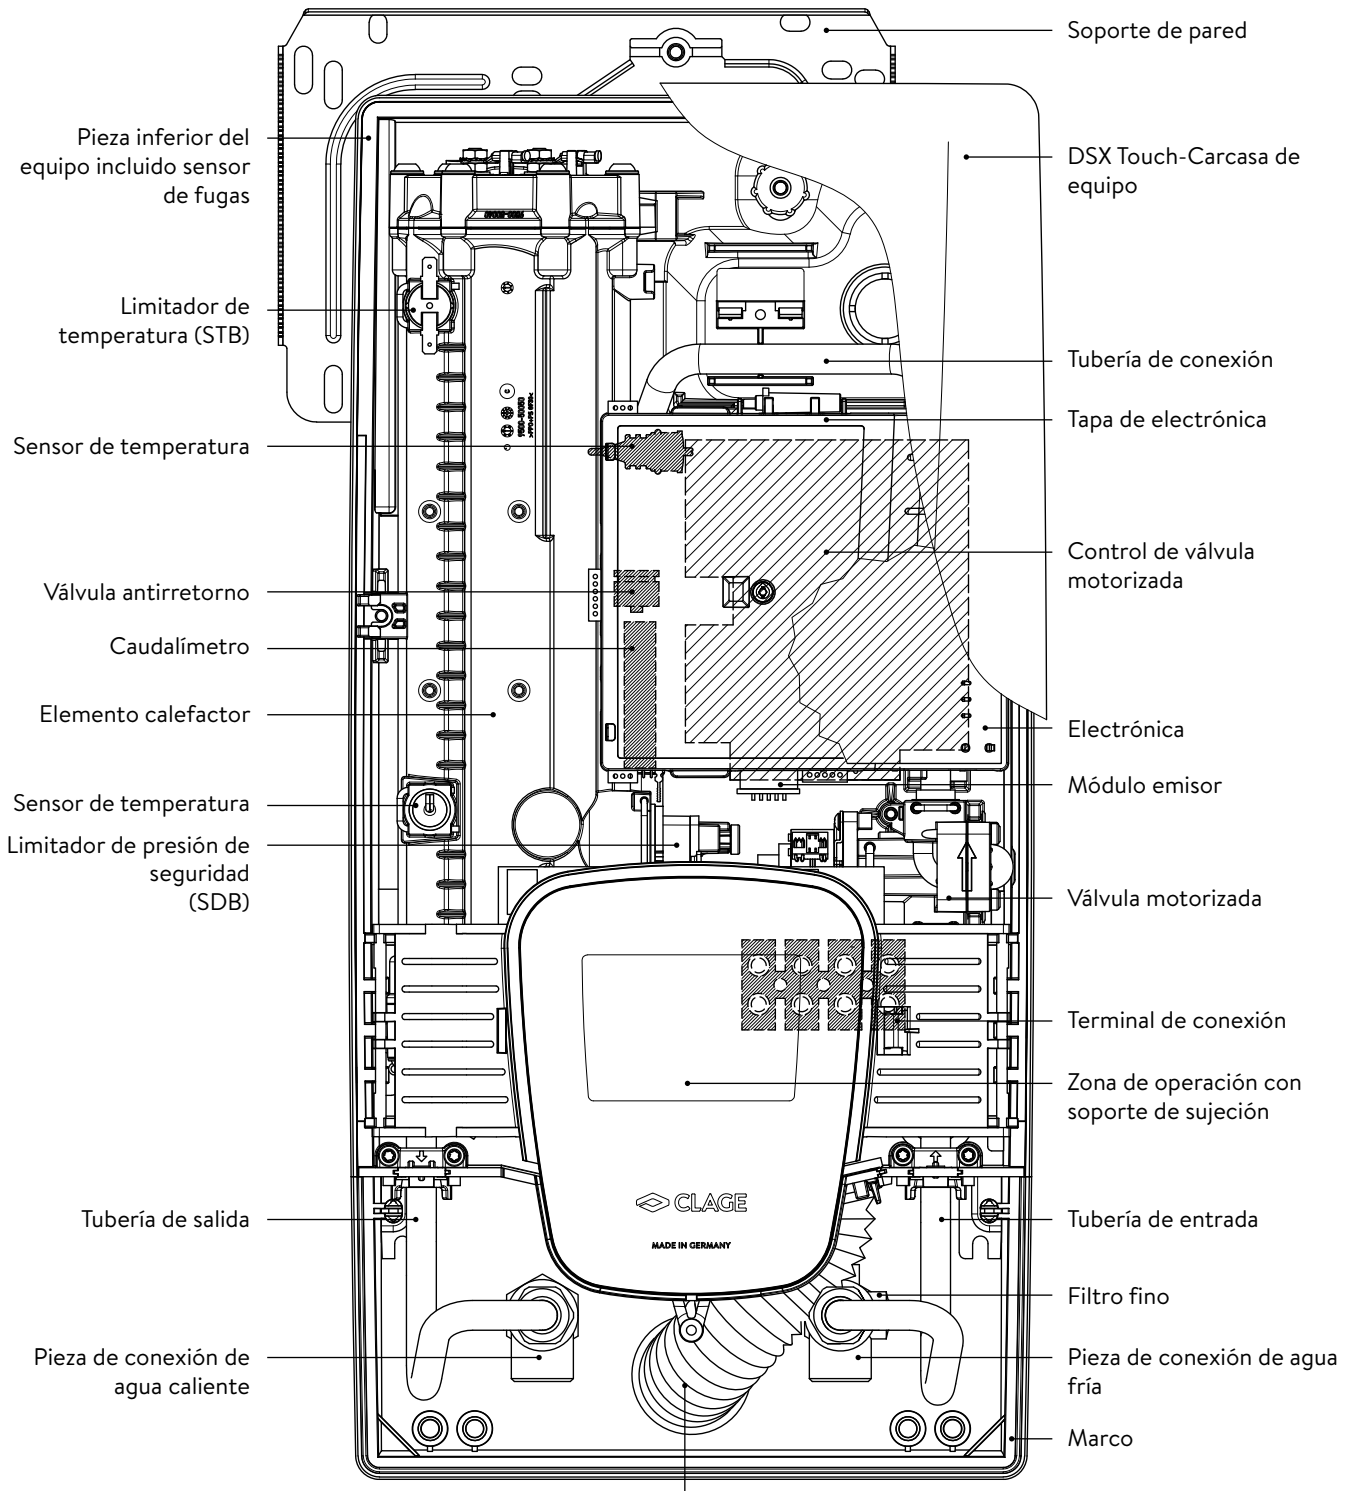 Soporte de pared
Pieza inferior del
equipo incluido sensor
de fugas
DSX Touch-Carcasa de
equipo
Limitador de
temperatura (STB)
Tubería de conexión
Tapa de electrónica
Sensor de temperatura
Control de válvula
motorizada
Válvula antirretorno
Caudalímetro
Elemento calefactor
Electrónica
Módulo emisor
Sensor de temperatura
Limitador de presión de
seguridad
(SDB)
Válvula motorizada
Terminal de conexión
Zona de operación con
soporte de sujeción
CLAGE
MADE IN GERMANY
Tubería de salida
Tubería de entrada
Filtro fino
Pieza de conexión de
agua caliente
Pieza de conexión de agua
fría
Marco